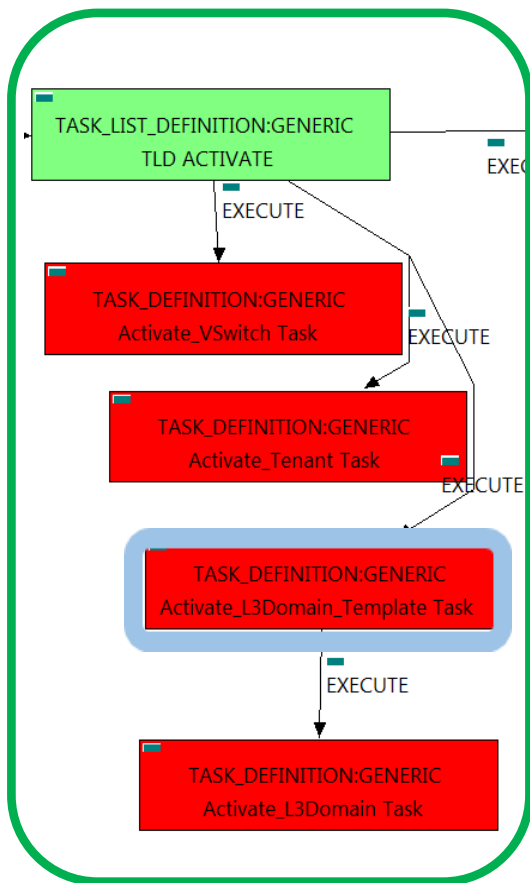 TASK_LIST_DEFINITION:GENERIC
TLD ACTIVATE
EXEC
EXECUTE
TASK_DEFINITION:GENERIC
Activate_VSwitch Task
EXECUTE
TASK_DEFINITION:GENERIC
Activate_Tenant Task
EXECUTE
TASK_DEFINITION:GENERIC
Activate_L3Domain_Template Task
EXECUTE
TASK_DEFINITION:GENERIC
Activate_L3Domain Task